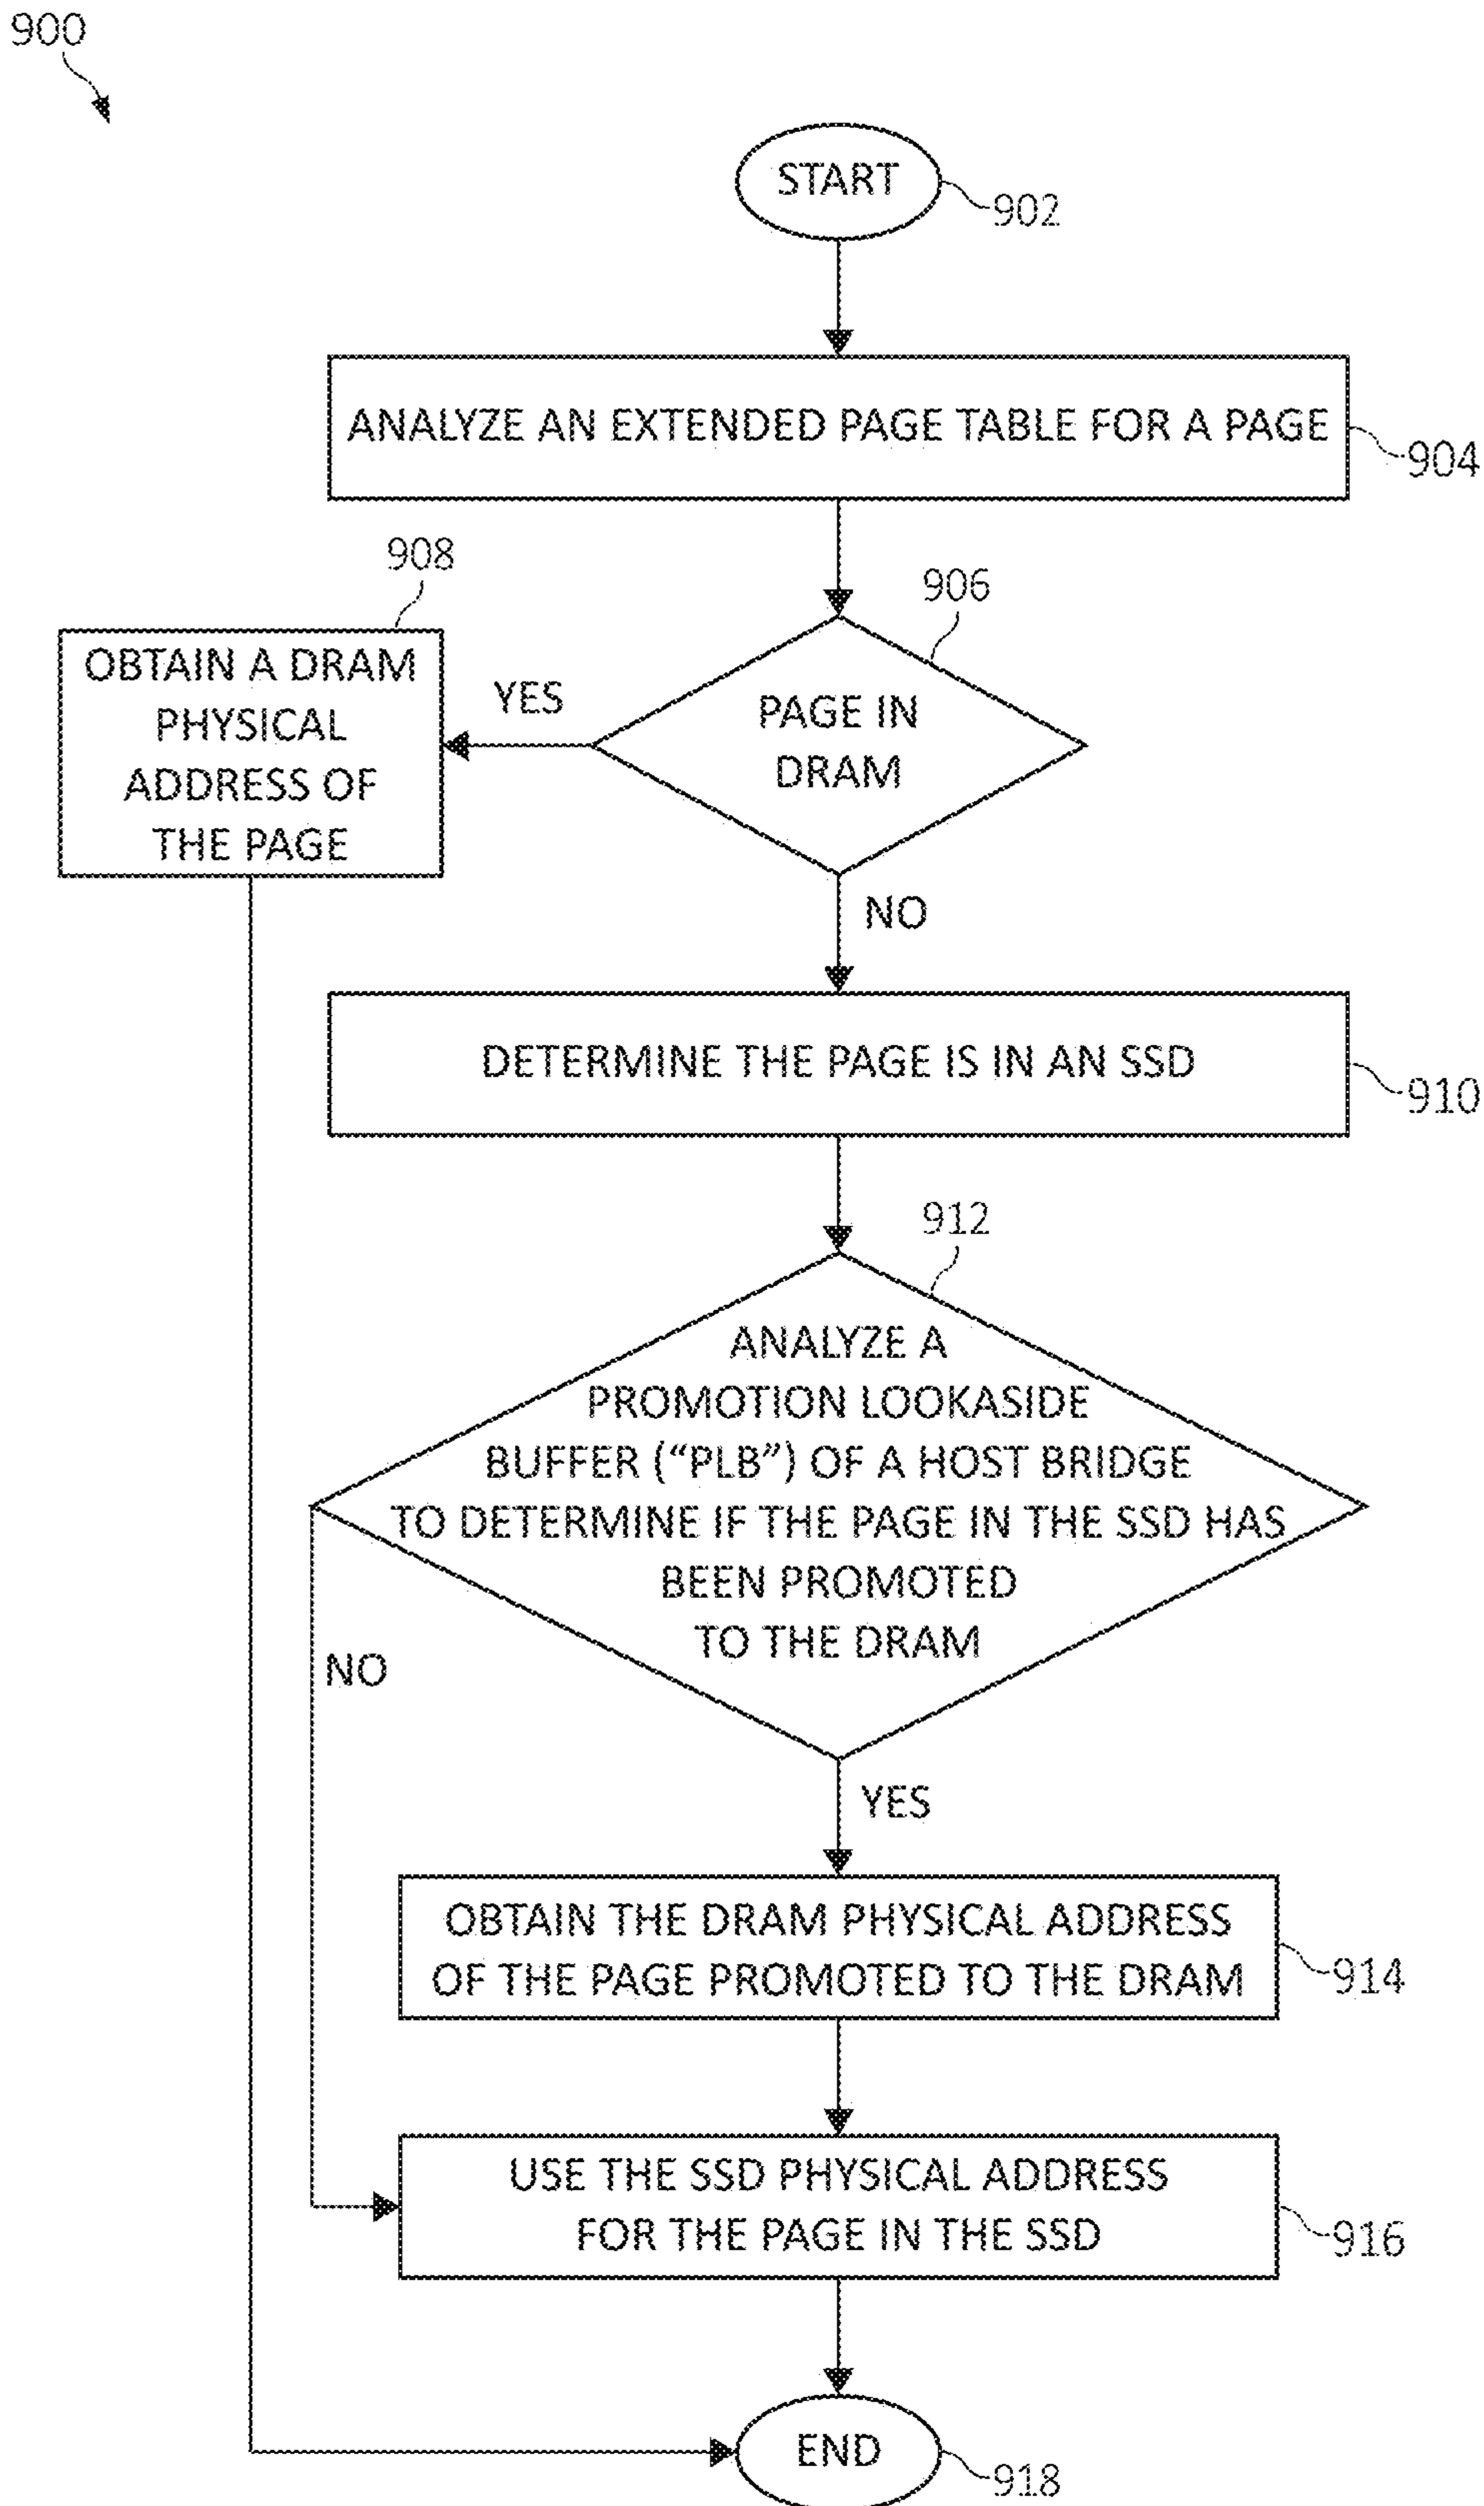 900
START
902
ANALYZE AN EXTENDED PAGE TABLE FOR A PAGE
904
908
906
OBTAIN A DRAM
PHYSICAL
ADDRESS OF
THE PAGE
YES
PAGE IN
DRAM
NO
DETERMINE THE PAGE IS IN AN SSD
910
912
ANALYZE A
PROMOTION LOOKASIDE
BUFFER (“PLB”) OF A HOST BRIDGE
TO DETERMINE IF THE PAGE IN THE SSD HAS
BEEN PROMOTED
TO THE DRAM
NO
YES
OBTAIN THE DRAM PHYSICAL ADDRESS
OF THE PAGE PROMOTED TO THE DRAM
914
USE THE SSD PHYSICAL ADDRESS
FOR THE PAGE IN THE SSD
916
END
918